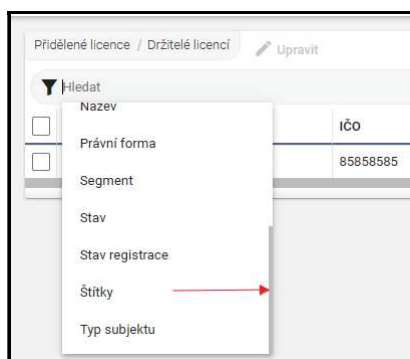 Přidělené licence / Držitelé licencí
Upravit
Hledat
Název
IČO
Právní forma
85858585
Segment
Stav
Stav registrace
Štítky
Typ subjektu